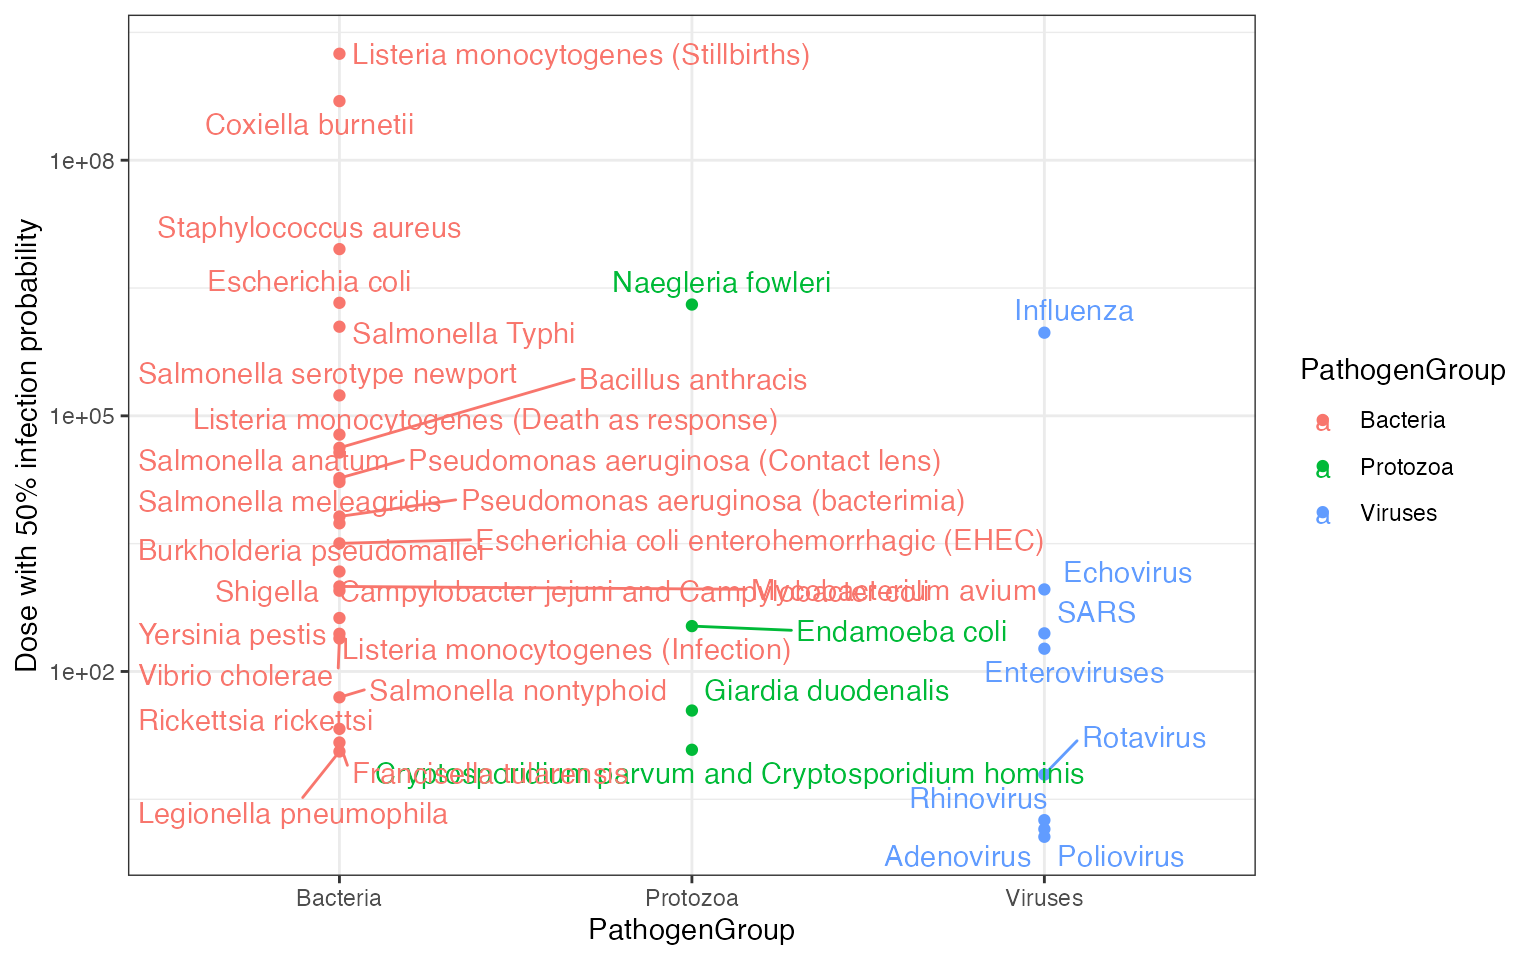 Listeria monocytogenes (Stillbirths)
Coxiella burnetii
1e+08
Staphylococcus aureus
Escherichia coli
Naegleria fowleri
Influenza
Salmonella Typhi
Salmonella serotype newport
Bacillus anthracis
1e+05
Listeria monocytogenes (Death as response)
Salmonella anatum
Pseudomonas aeruginosa (Contact lens)
Salmonella meleagridis
Pseudomonas aeruginosa (bacterimia)
Burkholderia pseudomallei
Escherichia coli enterohemorrhagic (EHEC)
Echovirus
Shigella
Campylobacter jejuni and Campylobacter coli
Mycobacterium avium
SARS
Yersinia pestis
Endamoeba coli
Listeria monocytogenes (Infection)
1e+02
Vibrio cholerae
Enteroviruses
Salmonella nontyphoid
Giardia duodenalis
Rickettsia rickettsi
Rotavirus
Francisella tularensis
Cryptosporidium parvum and Cryptosporidium hominis
Rhinovirus
Legionella pneumophila
Adenovirus
Poliovirus
Bacteria
Protozoa
Viruses
PathogenGroup
Dose with 50% infection probability
PathogenGroup
a Bacteria
a Protozoa
a Viruses